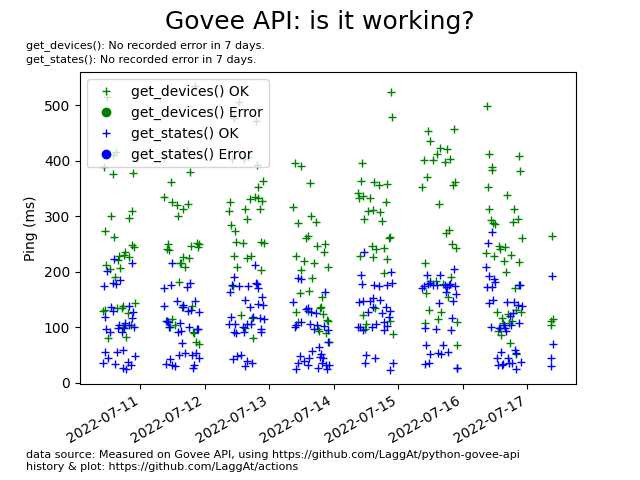 Govee API: is it working?
get_devices(): No recorded error in 7 days.
get_states(): No recorded error in 7 days.
get_devices() OK
get_devices() Error
get_states() OK
get_states() Error
Ping (ms)
500
400
300
200
100
0
2022-07-11
2022-07-12
2022-07-13
2022-07-14
2022-07-15
2022-07-16
2022-07-17
data source: Measured on Govee API, using https://github.com/LaggAt/python-govee-api
history & plot: https://github.com/LaggAt/actions